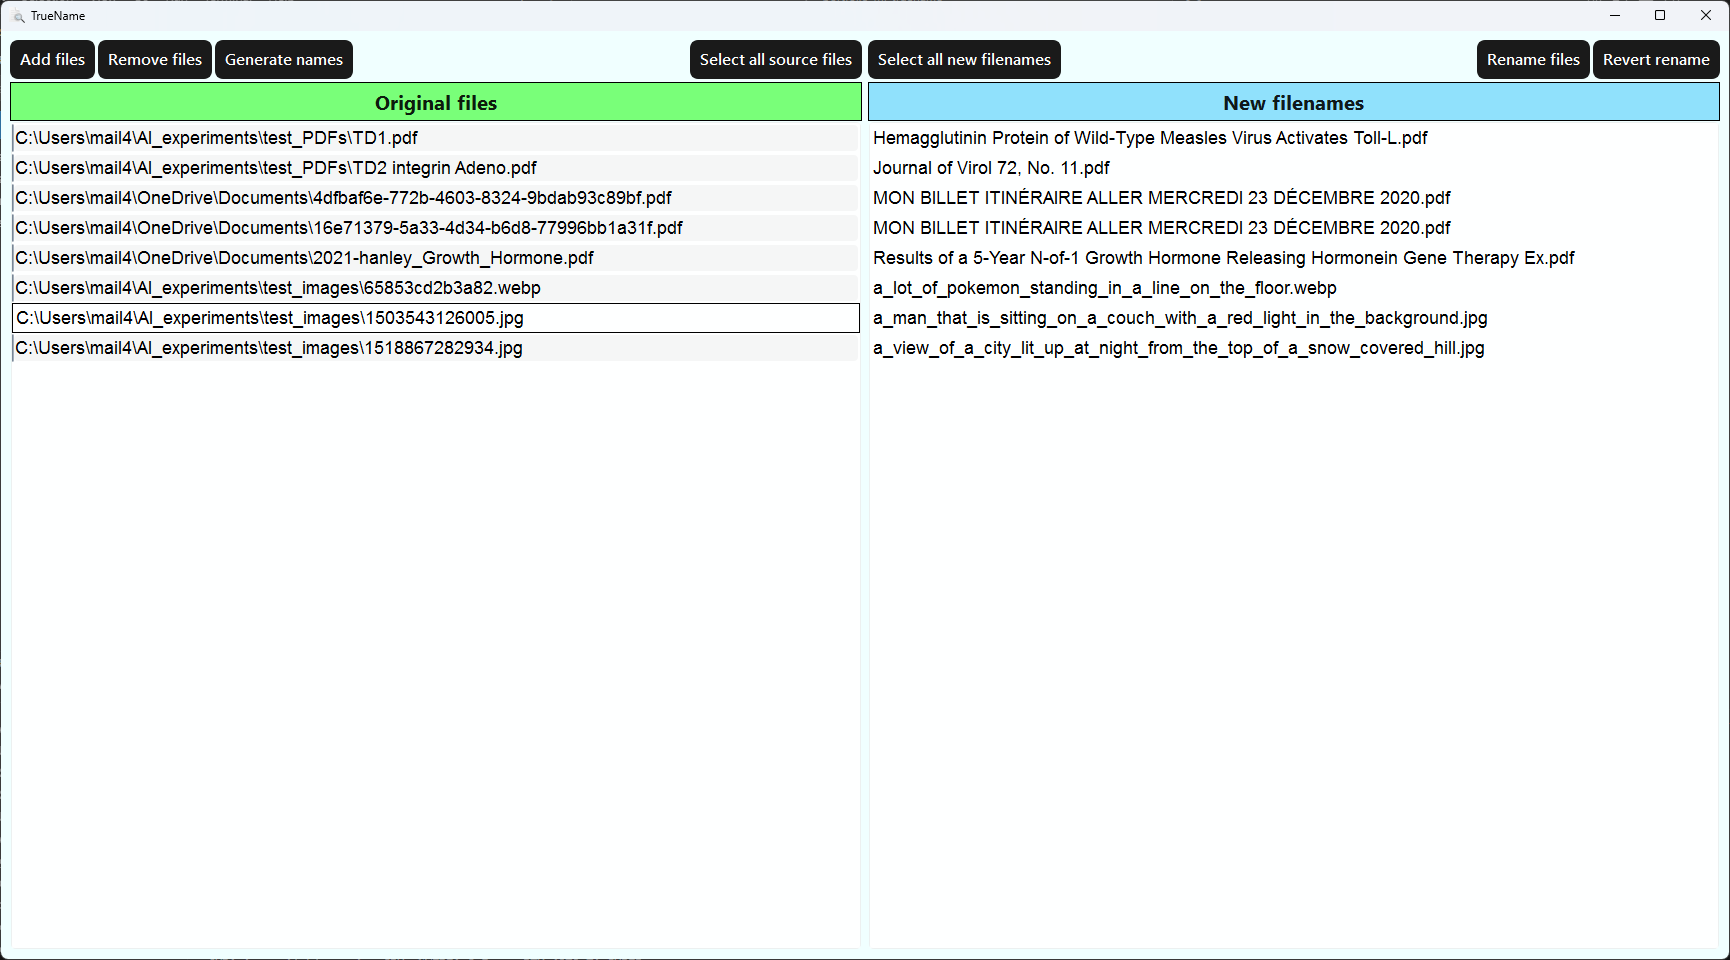 TrueName
Add files Remove files Generate names Select all source files Select all new filenames Rename files Revert rename
Original files
C:\Users\mail4\AI_experiments\test_PDFs\TD1.pdf
C:\Users\mail4\AI_experiments\test_PDFs\TD2 integrin Adeno.pdf
C:\Users\mail4\OneDrive\Documents\4dfbaf6e-772b-4603-8324-9bdab93c89bf.pdf
C:\Users\mail4\OneDrive\Documents\16e71379-5a33-4d34-b6d8-77996bb1a31f.pdf
C:\Users\mail4\OneDrive\Documents\2021-hanley_Growth_Hormone.pdf
C:\Users\mail4\AI_experiments\test_images\65853cd2b3a82.webp
C:\Users\mail4\AI_experiments\test_images\1503543126005.jpg
C:\Users\mail4\AI_experiments\test_images\1518867282934.jpg
New filenames
Hemagglutinin Protein of Wild-Type Measles Virus Activates Toll-L.pdf
Journal of Virol 72, No. 11.pdf
MON BILLET ITINÉRAIRE ALLER MERCREDI 23 DÉCEMBRE 2020.pdf
MON BILLET ITINÉRAIRE ALLER MERCREDI 23 DÉCEMBRE 2020.pdf
Results of a 5-Year N-of-1 Growth Hormone Releasing Hormonein Gene Therapy Ex.pdf
a_lot_of_pokemon_standing_in_a_line_on_the_floor.webp
a_man_that_is_sitting_on_a_couch_with_a_red_light_in_the_background.jpg
a_view_of_a_city_lit_up_at_night_from_the_top_of_a_snow_covered_hill.jpg